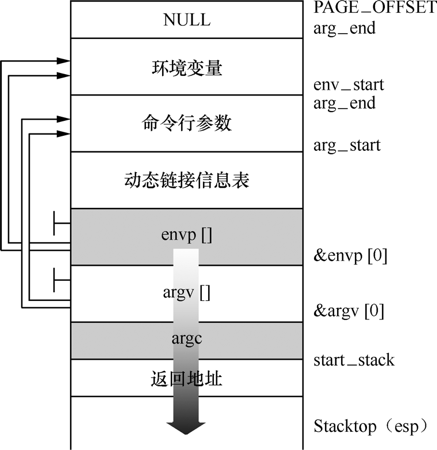 PAGE_OFFSET
NULL
arg_end
环境变量
env_start
arg_end
命令行参数
arg_start
动态链接信息表
envp []
&envp [0]
argv []
&argv [0]
argc
start_stack
返回地址
Stacktop（esp）